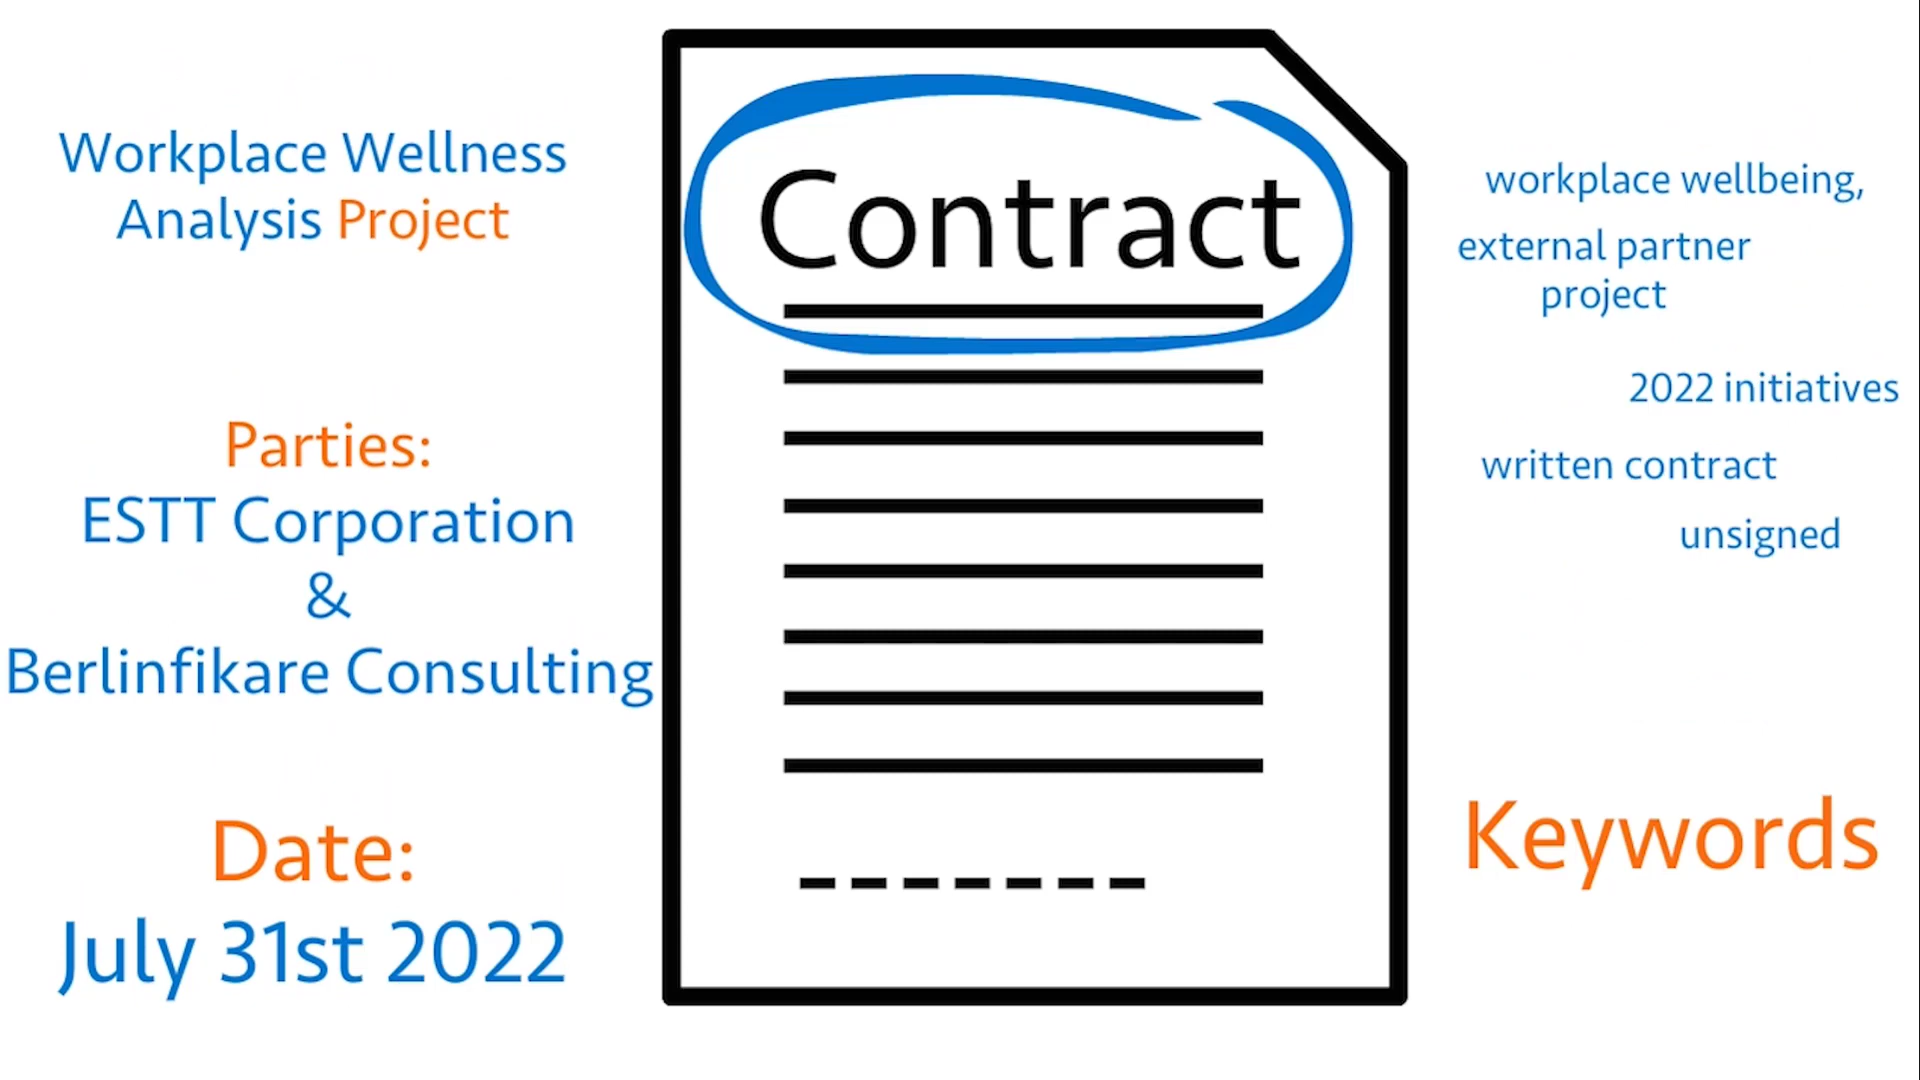 Workplace Wellness
Analysis Project
Parties:
ESTT Corporation
&
Berlinfikare Consulting
Date:
July 31st 2022
Contract
workplace wellbeing,
external partner
project
2022 initiatives
written contract
unsigned
Keywords